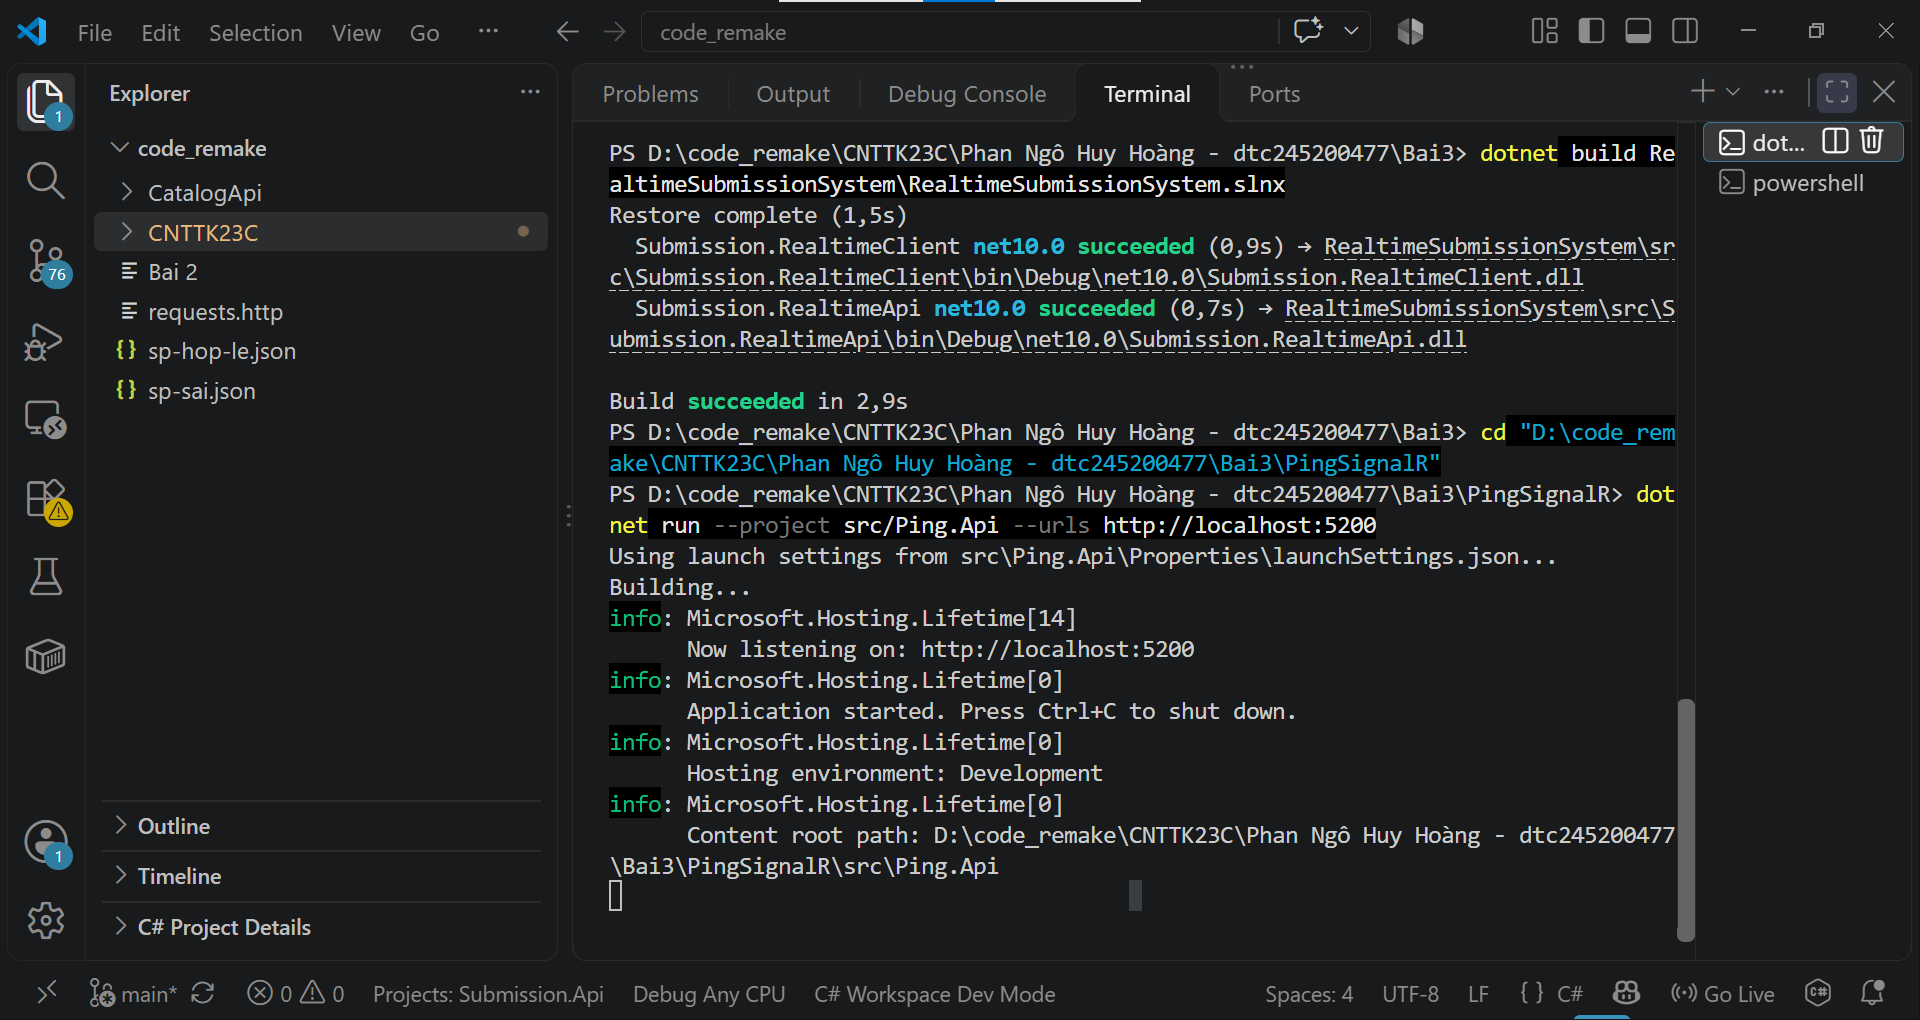 File Edit Selection View Go ... code_remake
Explorer
1
code_remake
CatalogApi
CNTTK23C
76
Bai 2
requests.http
sp-hop-le.json
sp-sai.json
Outline
1
Timeline
C# Project Details
Problems Output Debug Console Terminal Ports
PS D:\code_remake\CNTTK23C\Phan Ngô Huy Hoàng - dtc245200477\Bai3> dotnet build Re
altimeSubmissionSystem\RealtimeSubmissionSystem.slnx
Restore complete (1,5s)
Submission.RealtimeClient net10.0 succeeded (0,9s) → RealtimeSubmissionSystem\sr
c\Submission.RealtimeClient\bin\Debug\net10.0\Submission.RealtimeClient.dll
Submission.RealtimeApi net10.0 succeeded (0,7s) → RealtimeSubmissionSystem\src\S
ubmission.RealtimeApi\bin\Debug\net10.0\Submission.RealtimeApi.dll
Build succeeded in 2,9s
PS D:\code_remake\CNTTK23C\Phan Ngô Huy Hoàng - dtc245200477\Bai3> cd "D:\code_rem
ake\CNTTK23C\Phan Ngô Huy Hoàng - dtc245200477\Bai3\PingSignalR"
PS D:\code_remake\CNTTK23C\Phan Ngô Huy Hoàng - dtc245200477\Bai3\PingSignalR> dot
net run --project src/Ping.Api --urls http://localhost:5200
Using launch settings from src\Ping.Api\Properties\launchSettings.json...
Building...
info: Microsoft.Hosting.Lifetime[14]
Now listening on: http://localhost:5200
info: Microsoft.Hosting.Lifetime[0]
Application started. Press Ctrl+C to shut down.
info: Microsoft.Hosting.Lifetime[0]
Hosting environment: Development
info: Microsoft.Hosting.Lifetime[0]
Content root path: D:\code_remake\CNTTK23C\Phan Ngô Huy Hoàng - dtc245200477
\Bai3\PingSignalR\src\Ping.Api
dot...
powershell
main* 0 0 Projects: Submission.Api Debug Any CPU C# Workspace Dev Mode Spaces: 4 UTF-8 LF {} C# Go Live C#